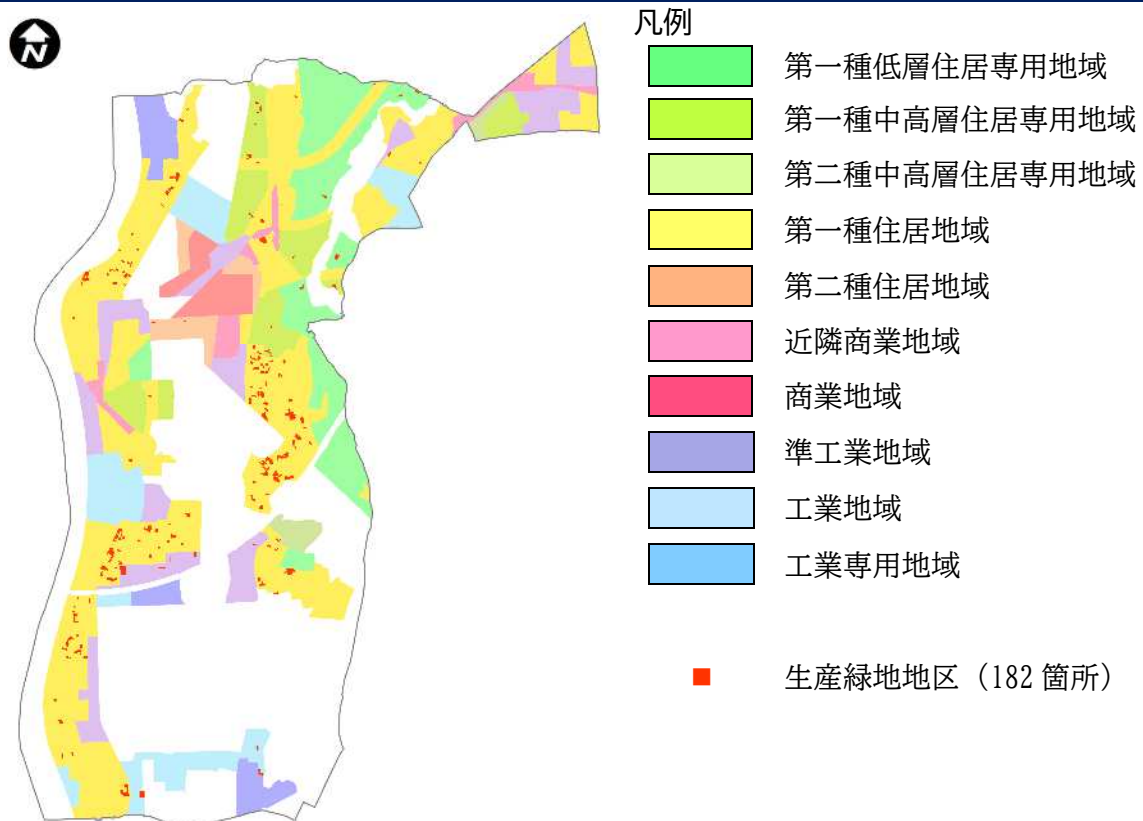 N
凡例
第一種低層住居専用地域
第一種中高層住居専用地域
第二種中高層住居専用地域
第一種住居地域
第二種住居地域
近隣商業地域
商業地域
準工業地域
工業地域
工業専用地域
生産緑地地区（182 箇所）